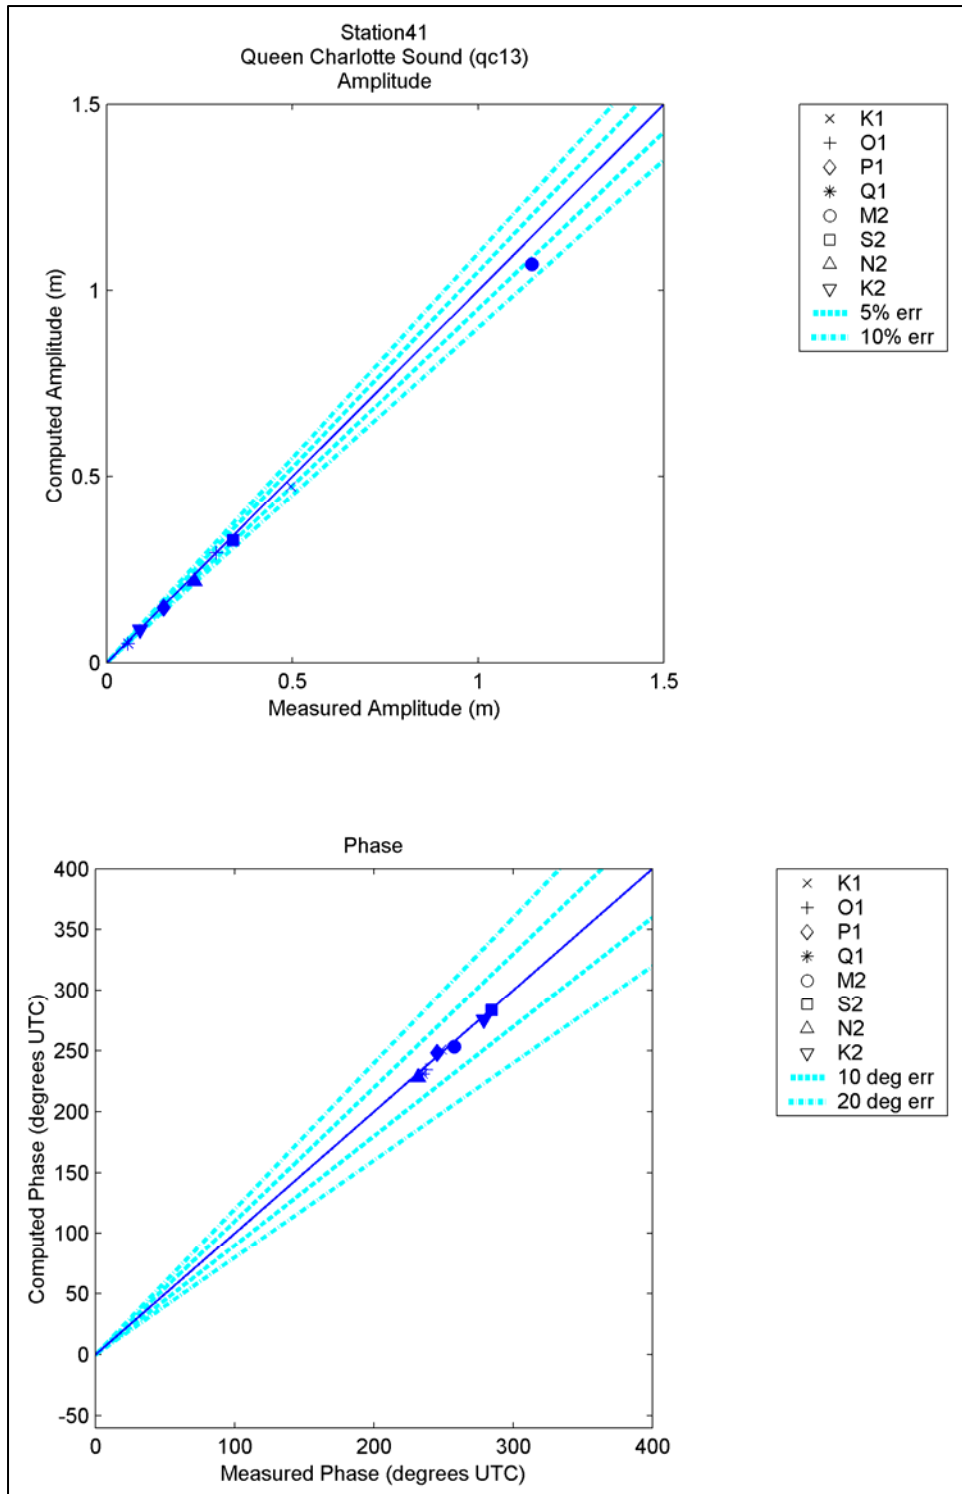 Station41
Queen Charlotte Sound (qc13)
Amplitude
1.5
1
0.5
0
Computed Amplitude (m)
0
0.5
1
1.5
Measured Amplitude (m)
K1
O1
P1
Q1
M2
S2
N2
K2
5% err
10% err
Phase
400
350
300
250
200
150
100
50
0
-50
Computed Phase (degrees UTC)
0
100
200
300
400
Measured Phase (degrees UTC)
K1
O1
P1
Q1
M2
S2
N2
K2
10 deg err
20 deg err